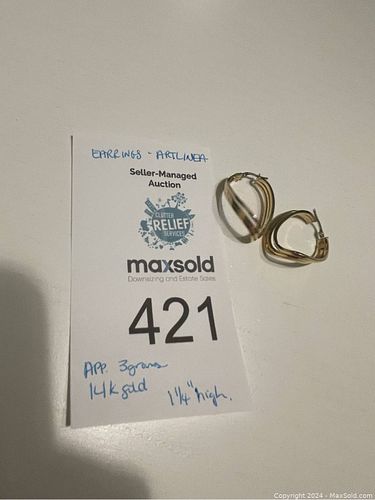 EARRINGS - ARTLINEA
Seller-Managed
Auction
CLUTTER
RELIEF
SERVICES
maxsold
Downsizing and Estate Sales
421
APP. 3grams
14k gold
1 1/4" high.
Copyright © 2024 - MaxSold.com